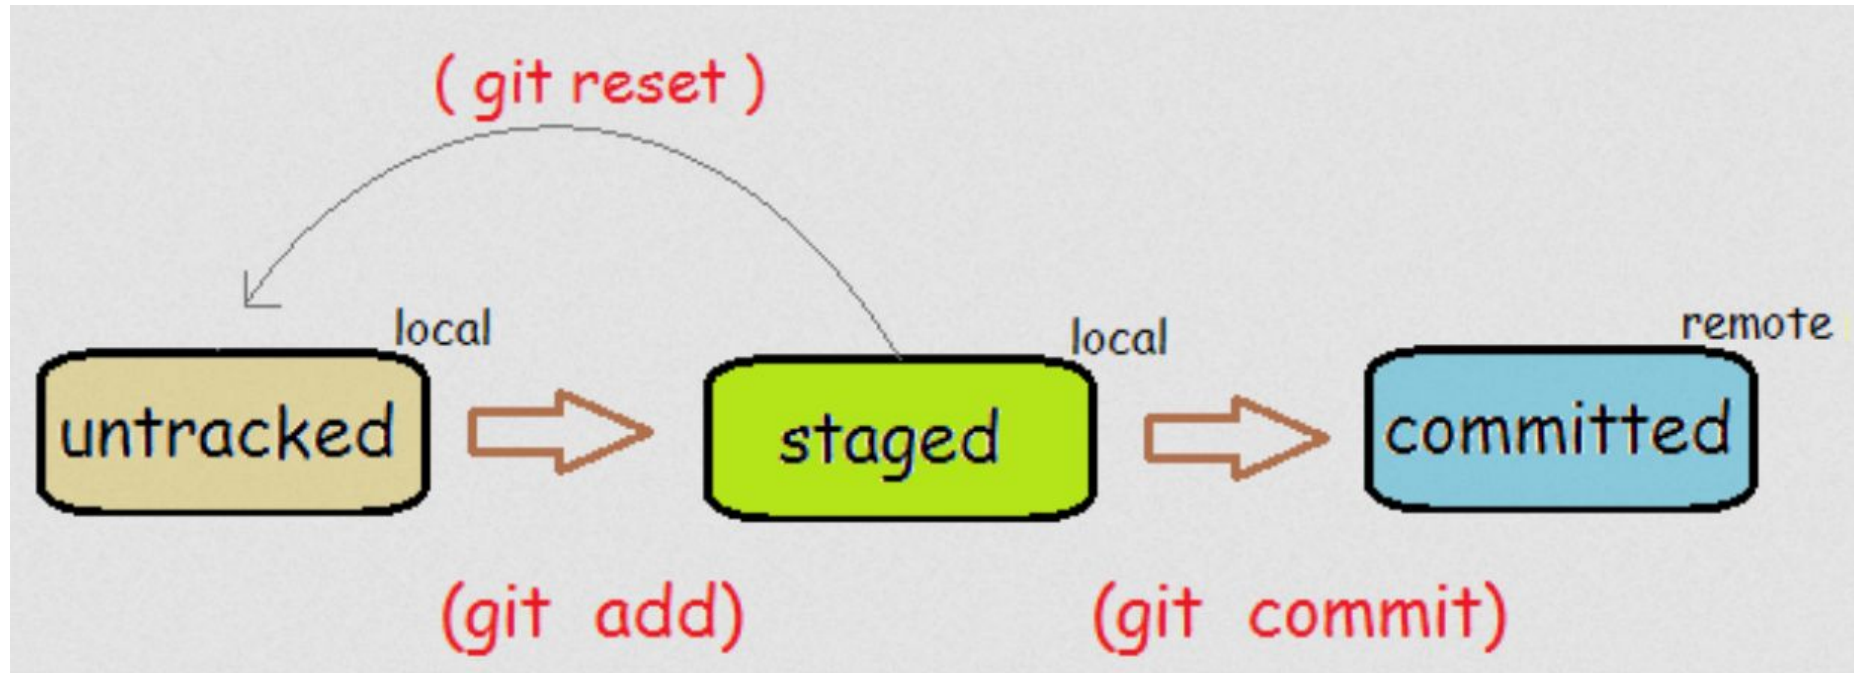 ( git reset )
local
local
remote
untracked
staged
committed
(git add)
(git commit)